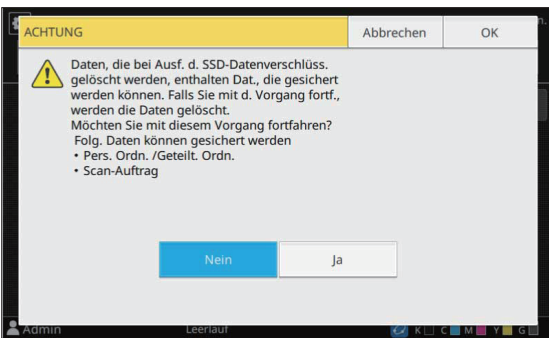 ACHTUNG
Abbrechen
OK
n.
Daten, die bei Ausf. d. SSD-Datenverschlüss.
gelöscht werden, enthalten Dat., die gesichert
werden können. Falls Sie mit d. Vorgang fortf.,
werden die Daten gelöscht.
Möchten Sie mit diesem Vorgang fortfahren?
Folg. Daten können gesichert werden
• Pers. Ordn. /Geteilt. Ordn.
• Scan-Auftrag
Nein
Ja
Admin
Leerlauf
K C M Y G